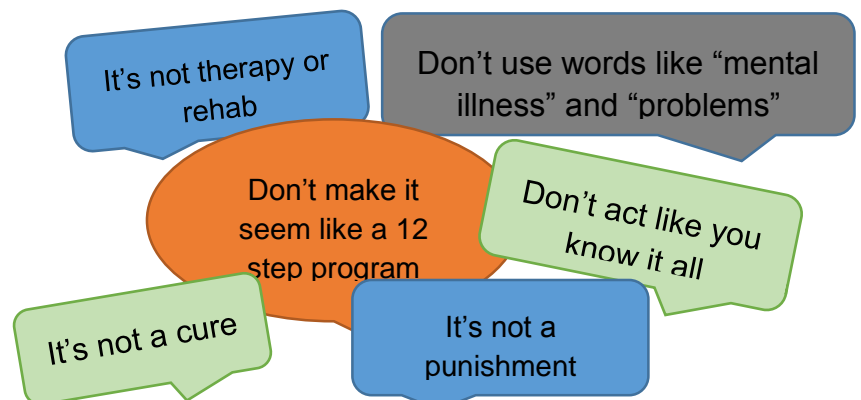 It’s not therapy or
rehab
Don’t use words like “mental
illness” and “problems”
Don’t make it
seem like a 12
step program
Don’t act like you
know it all
It’s not a cure
It’s not a
punishment